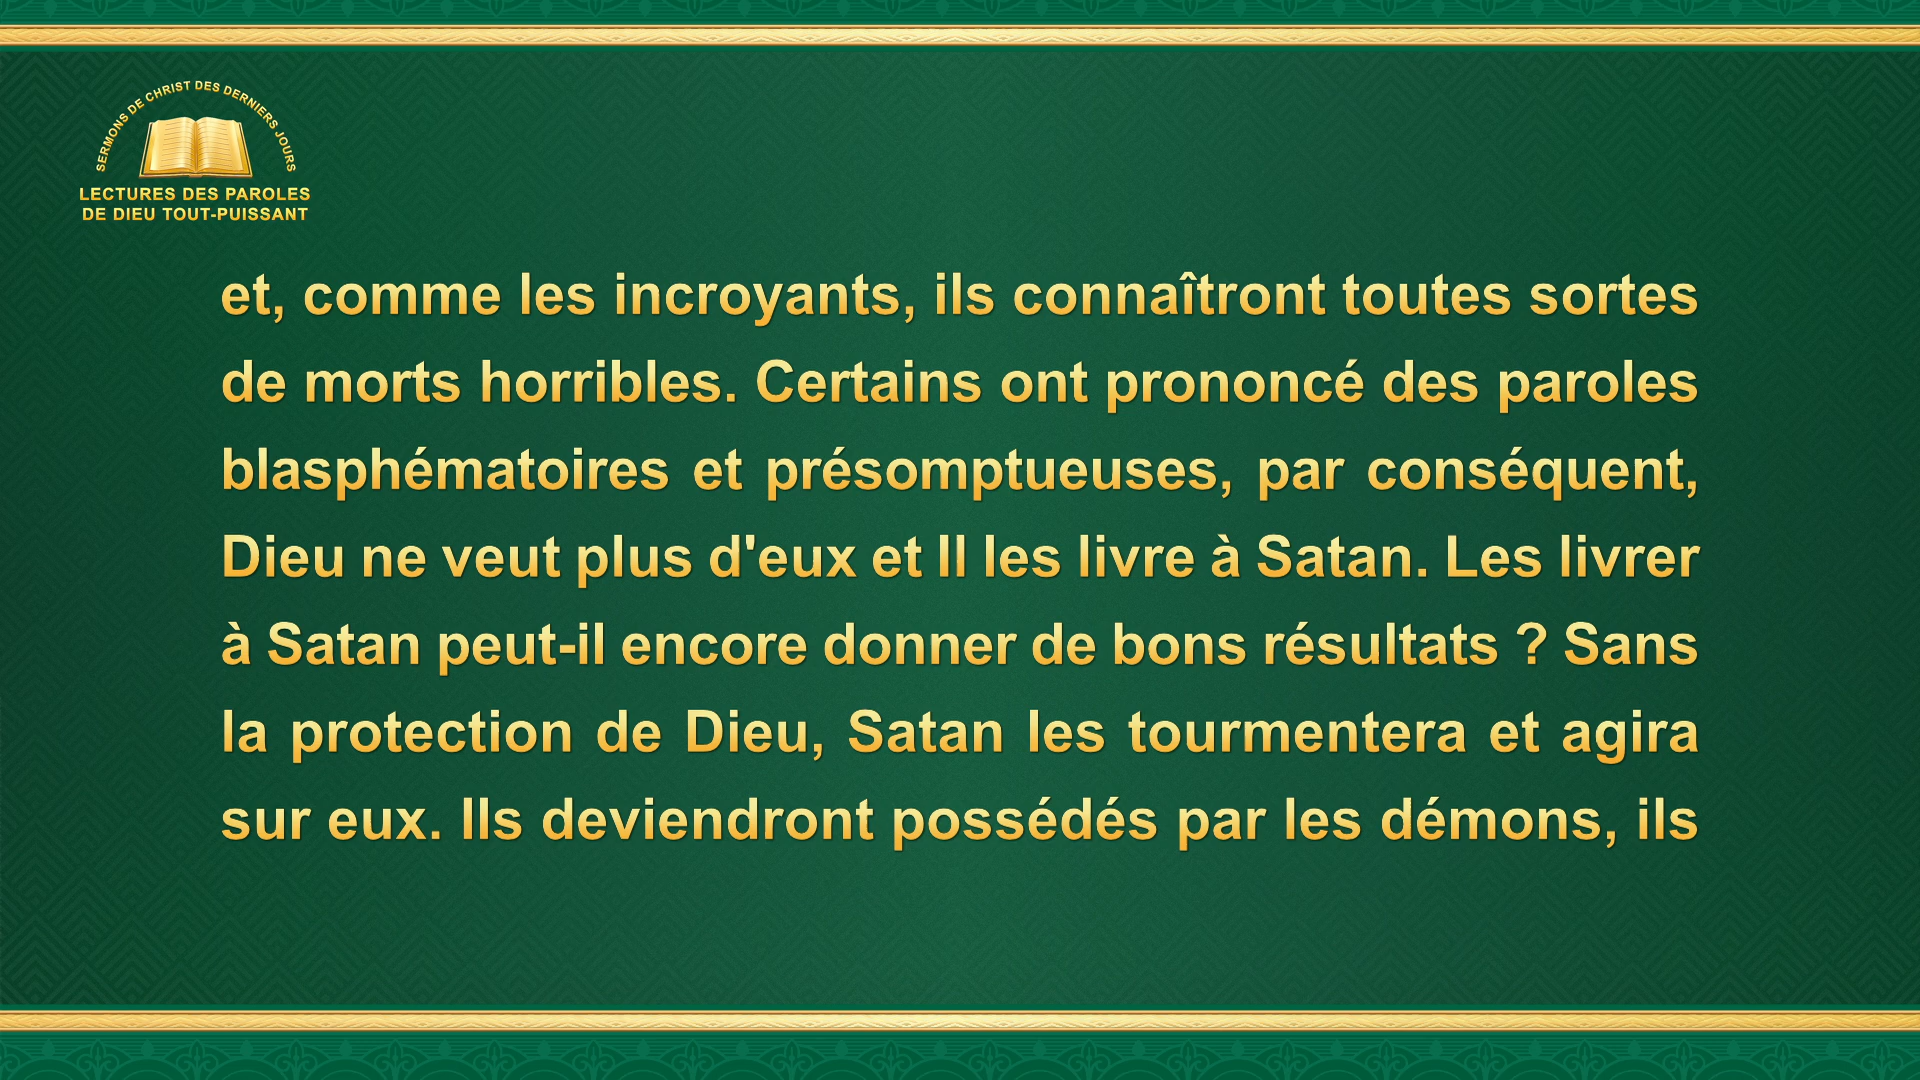 SERMONS DE CHRIST DES DERNIERS JOURS
LECTURES DES PAROLES
DE DIEU TOUT-PUISSANT
et, comme les incroyants, ils connaîtront toutes sortes
de morts horribles. Certains ont prononcé des paroles
blasphématoires et présomptueuses, par conséquent,
Dieu ne veut plus d'eux et Il les livre à Satan. Les livrer
à Satan peut-il encore donner de bons résultats ? Sans
la protection de Dieu, Satan les tourmentera et agira
sur eux. Ils deviendront possédés par les démons, ils